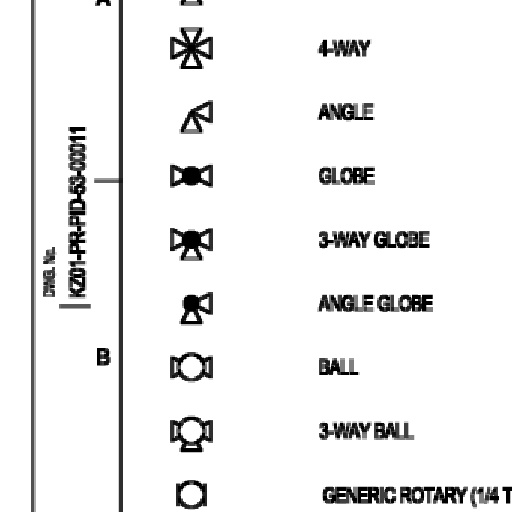 A
4-WAY
ANGLE
GLOBE
3-WAY GLOBE
ANGLE GLOBE
B
BALL
3-WAY BALL
GENERIC ROTARY (1/4 T
DWG. No.
KZ01-PR-PID-53-00011